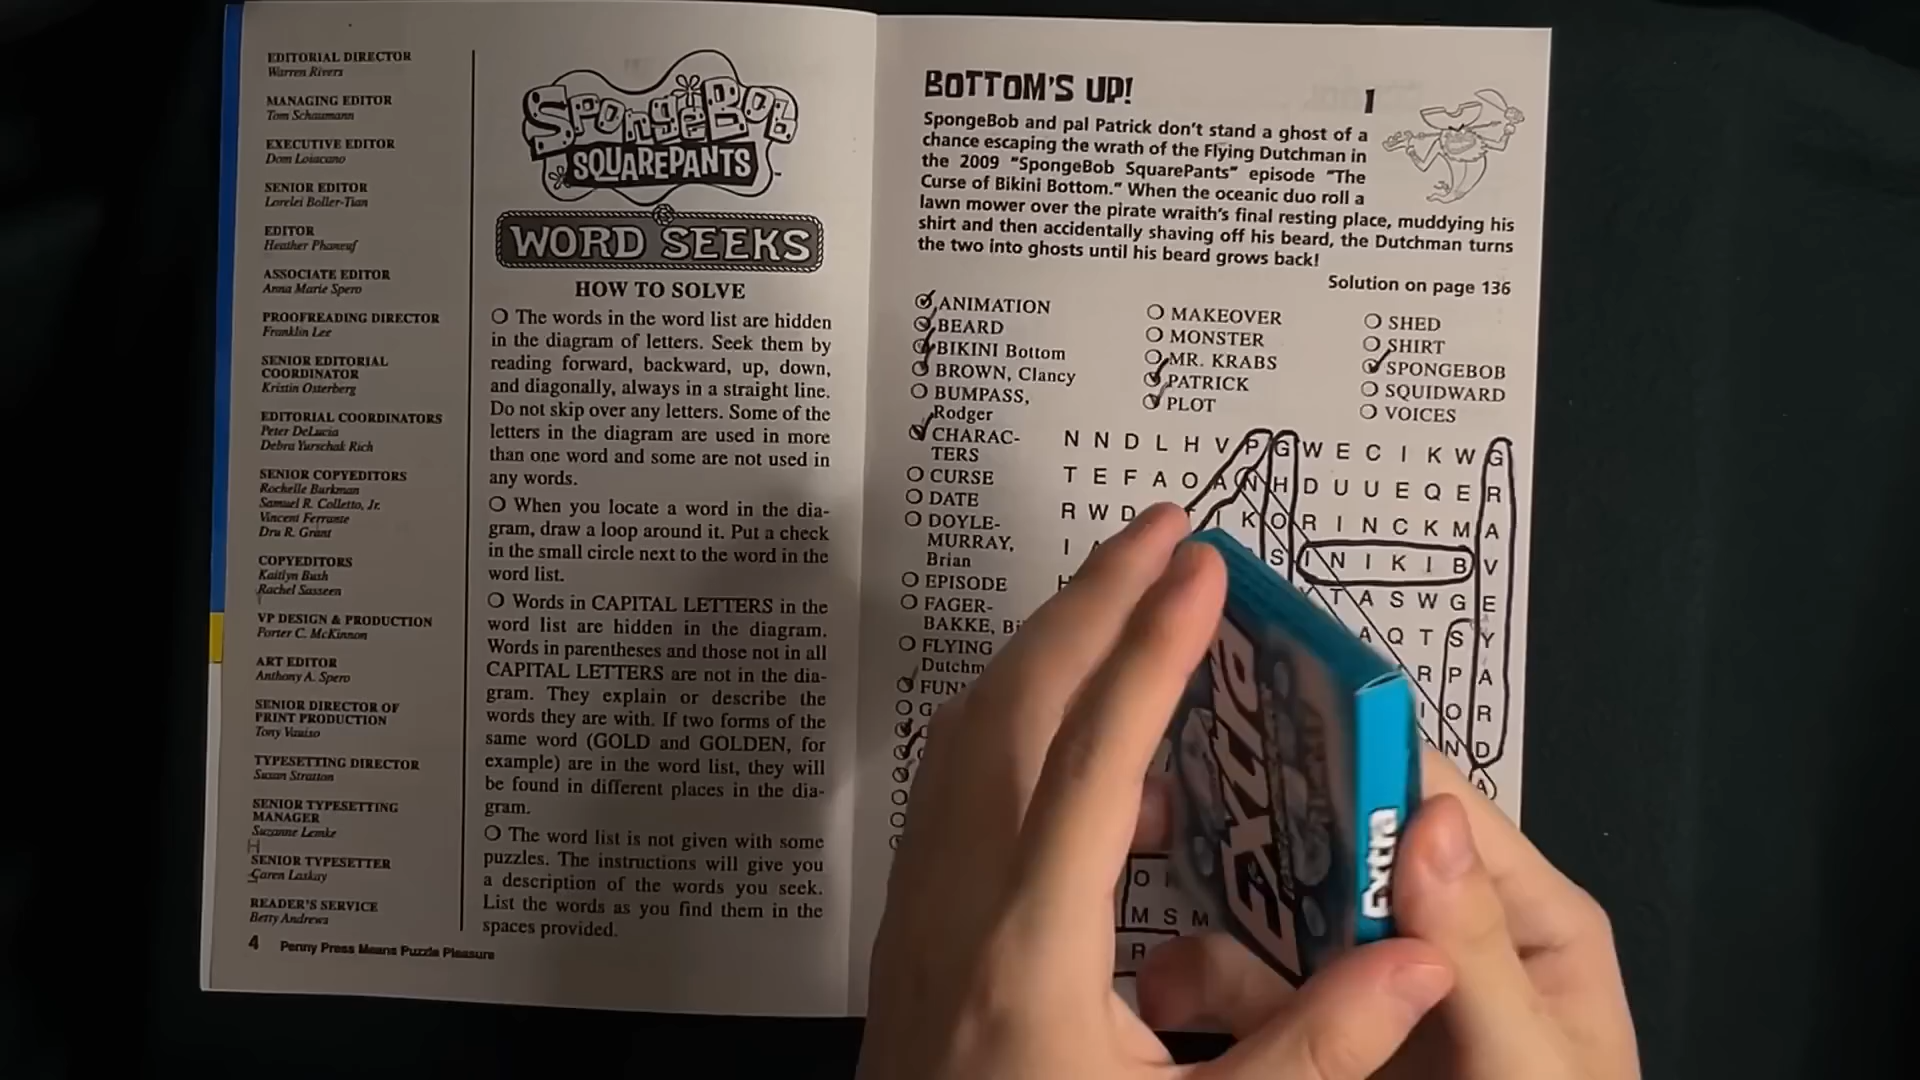 EDITORIAL DIRECTOR
Warren Rivers
MANAGING EDITOR
Tom Schaumann
EXECUTIVE EDITOR
Dom Loiacano
SENIOR EDITOR
Lorelei Boller-Tian
EDITOR
Heather Phaneuf
ASSOCIATE EDITOR
Anna Marie Spero
PROOFREADING DIRECTOR
Franklin Lee
SENIOR EDITORIAL
COORDINATOR
Kristin Osterberg
EDITORIAL COORDINATORS
Peter DeLucia
Debra Yurschak Rich
SENIOR COPYEDITORS
Rochelle Burkman
Samuel R. Colletto, Jr.
Vincent Ferrante
Dru R. Grant
COPYEDITORS
Kaitlyn Bush
Rachel Sasseen
VP DESIGN & PRODUCTION
Porter C. McKinnon
ART EDITOR
Anthony A. Spero
SENIOR DIRECTOR OF
PRINT PRODUCTION
Tony Vauiso
TYPESETTING DIRECTOR
Susan Stratton
SENIOR TYPESETTING
MANAGER
Suzanne Lemke
SENIOR TYPESETTER
Caren Laskay
READER'S SERVICE
Betty Andrews
4 Penny Press Means Puzzle Pleasure
SPONGEBOB
SQUAREPANTS
WORD SEEKS
HOW TO SOLVE
The words in the word list are hidden
in the diagram of letters. Seek them by
reading forward, backward, up, down,
and diagonally, always in a straight line.
Do not skip over any letters. Some of the
letters in the diagram are used in more
than one word and some are not used in
any words.
When you locate a word in the dia-
gram, draw a loop around it. Put a check
in the small circle next to the word in the
word list.
Words in CAPITAL LETTERS in the
word list are hidden in the diagram.
Words in parentheses and those not in all
CAPITAL LETTERS are not in the dia-
gram. They explain or describe the
words they are with. If two forms of the
same word (GOLD and GOLDEN, for
example) are in the word list, they will
be found in different places in the dia-
gram.
The word list is not given with some
puzzles. The instructions will give you
a description of the words you seek.
List the words as you find them in the
spaces provided.
BOTTOM'S UP!
1
SpongeBob and pal Patrick don't stand a ghost of a
chance escaping the wrath of the Flying Dutchman in
the 2009 "SpongeBob SquarePants" episode "The
Curse of Bikini Bottom." When the oceanic duo roll a
lawn mower over the pirate wraith's final resting place, muddying his
shirt and then accidentally shaving off his beard, the Dutchman turns
the two into ghosts until his beard grows back!
Solution on page 136
ANIMATION
BEARD
BIKINI Bottom
BROWN, Clancy
BUMPASS,
Rodger
CHARAC-
TERS
CURSE
DATE
DOYLE-
MURRAY,
Brian
EPISODE
FAGER-
BAKKE,
FLYING
MAKEOVER
MONSTER
MR. KRABS
PATRICK
PLOT
SHED
SHIRT
SPONGEBOB
SQUIDWARD
VOICES
N N D L H V P G W E C I K W G
T E F A O A N H D U U E Q E R
R W D I K O R I N C K M A
I S I N I K I B V
H T A S W G E
A Q T S Y
R P A
I O R
N D
A
O
M S M
R
Extra
Extra